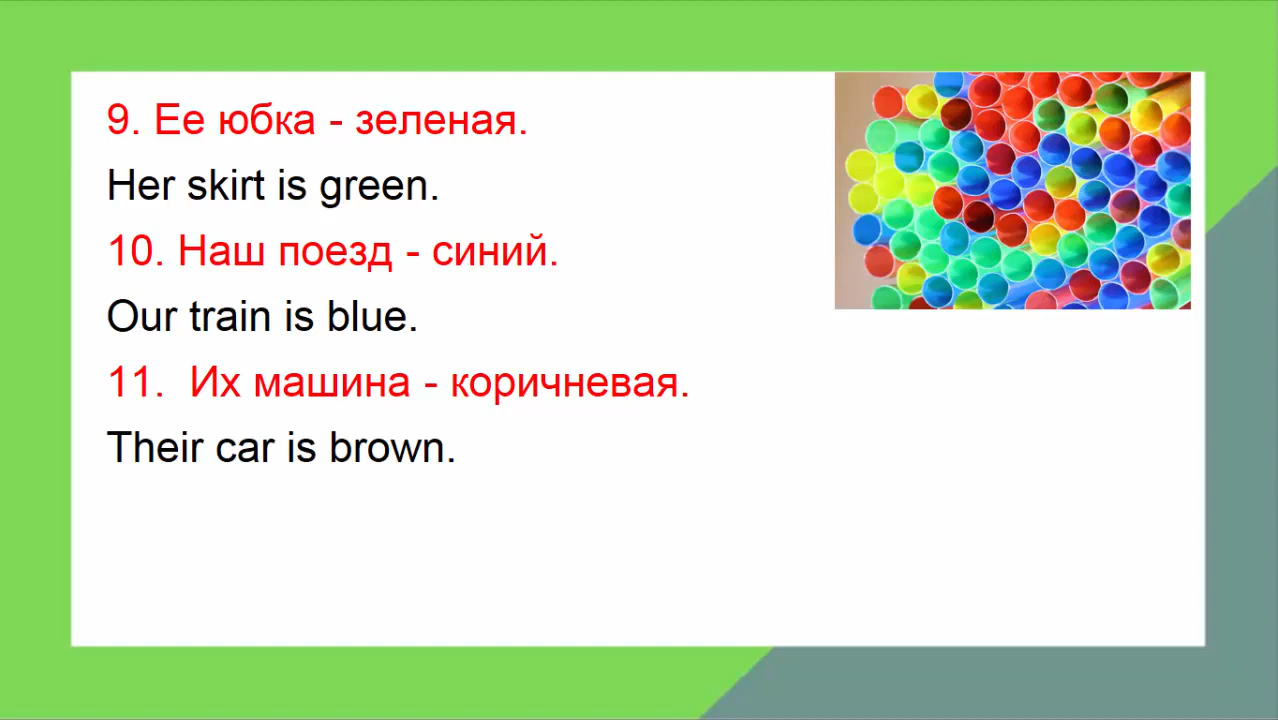 9. Ее юбка - зеленая.
Her skirt is green.
10. Наш поезд - синий.
Our train is blue.
11. Их машина - коричневая.
Their car is brown.